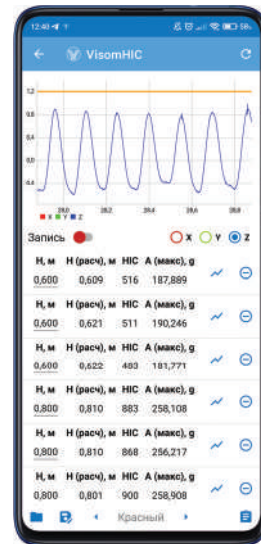 12:40
58%
VisomHIC
1,2
0,8
0,4
0,0
28,0 28,2 28,4 28,6 28,8
X Y Z
Запись X Y Z
H, м H (расч), м HIC A (макс), g
0,600 0,609 516 187,889
H, м H (расч), м HIC A (макс), g
0,600 0,621 511 190,246
H, м H (расч), м HIC A (макс), g
0,600 0,622 483 181,771
H, м H (расч), м HIC A (макс), g
0,800 0,810 883 258,108
H, м H (расч), м HIC A (макс), g
0,800 0,810 868 256,217
H, м H (расч), м HIC A (макс), g
0,800 0,801 900 258,908
Красный